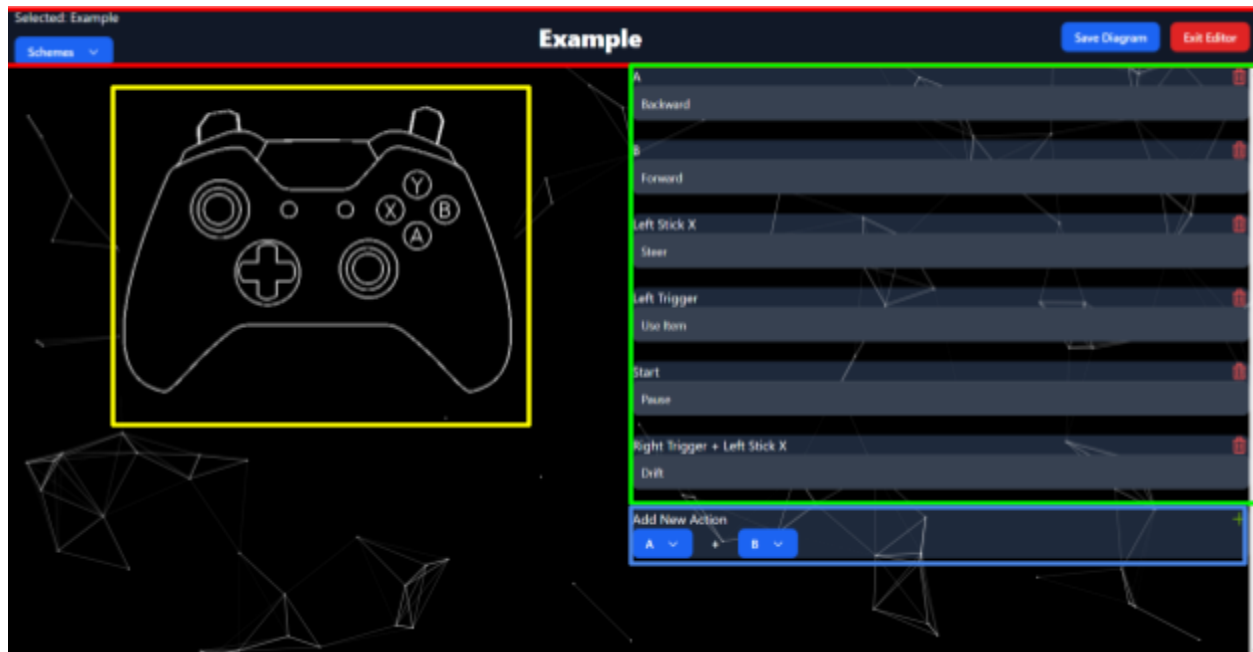 Selected: Example
Schemes
Example
Save Diagram
Exit Editor
Y
X
B
A
A
Backward
B
Forward
Left Stick X
Steer
Left Trigger
Use Item
Start
Pause
Right Trigger + Left Stick X
Drift
Add New Action
A + B